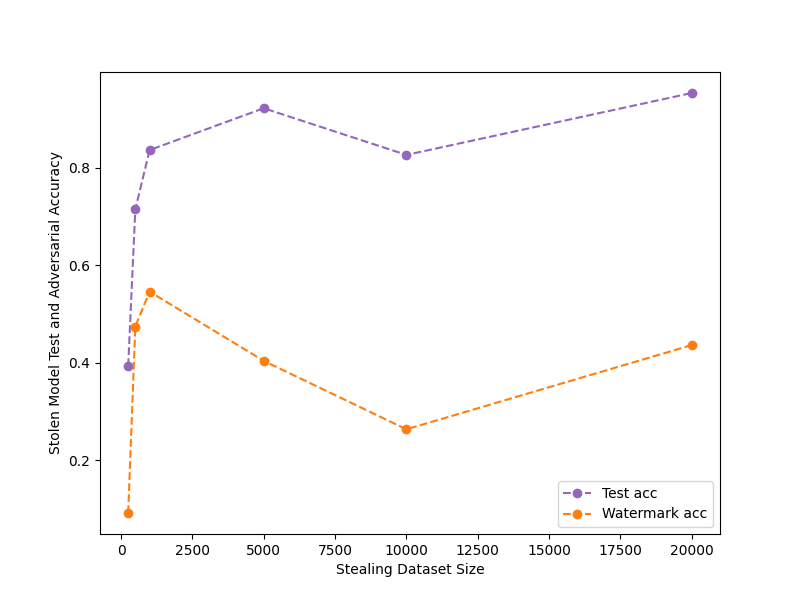 Stolen Model Test and Adversarial Accuracy
0.8
0.6
0.4
0.2
Test acc
Watermark acc
0 2500 5000 7500 10000 12500 15000 17500 20000
Stealing Dataset Size